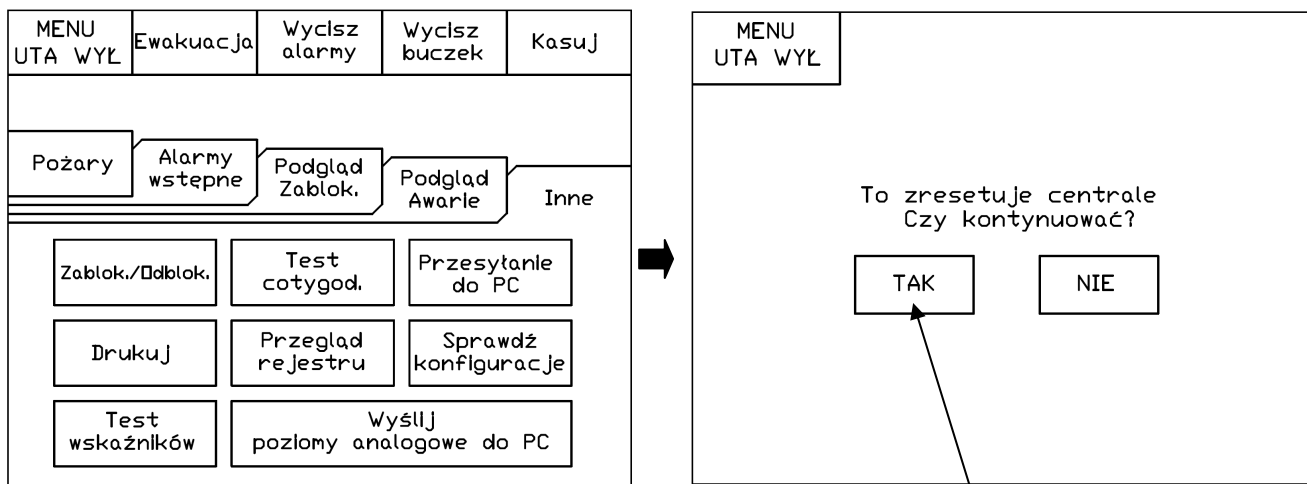 MENU
UTA WYŁ
Ewakuacja
Wycisz
alarmy
Wycisz
buczek
Kasuj
Pożary
Alarmy
wstępne
Podgląd
Zablok.
Podgląd
Awarie
Inne
Zablok./Odblok.
Test
cotygod.
Przesyłanie
do PC
Drukuj
Przegląd
rejestru
Sprawdź
konfiguracje
Test
wskaźników
Wyślij
poziomy analogowe do PC
MENU
UTA WYŁ
To zresetuje centrale
Czy kontynuować?
TAK
NIE